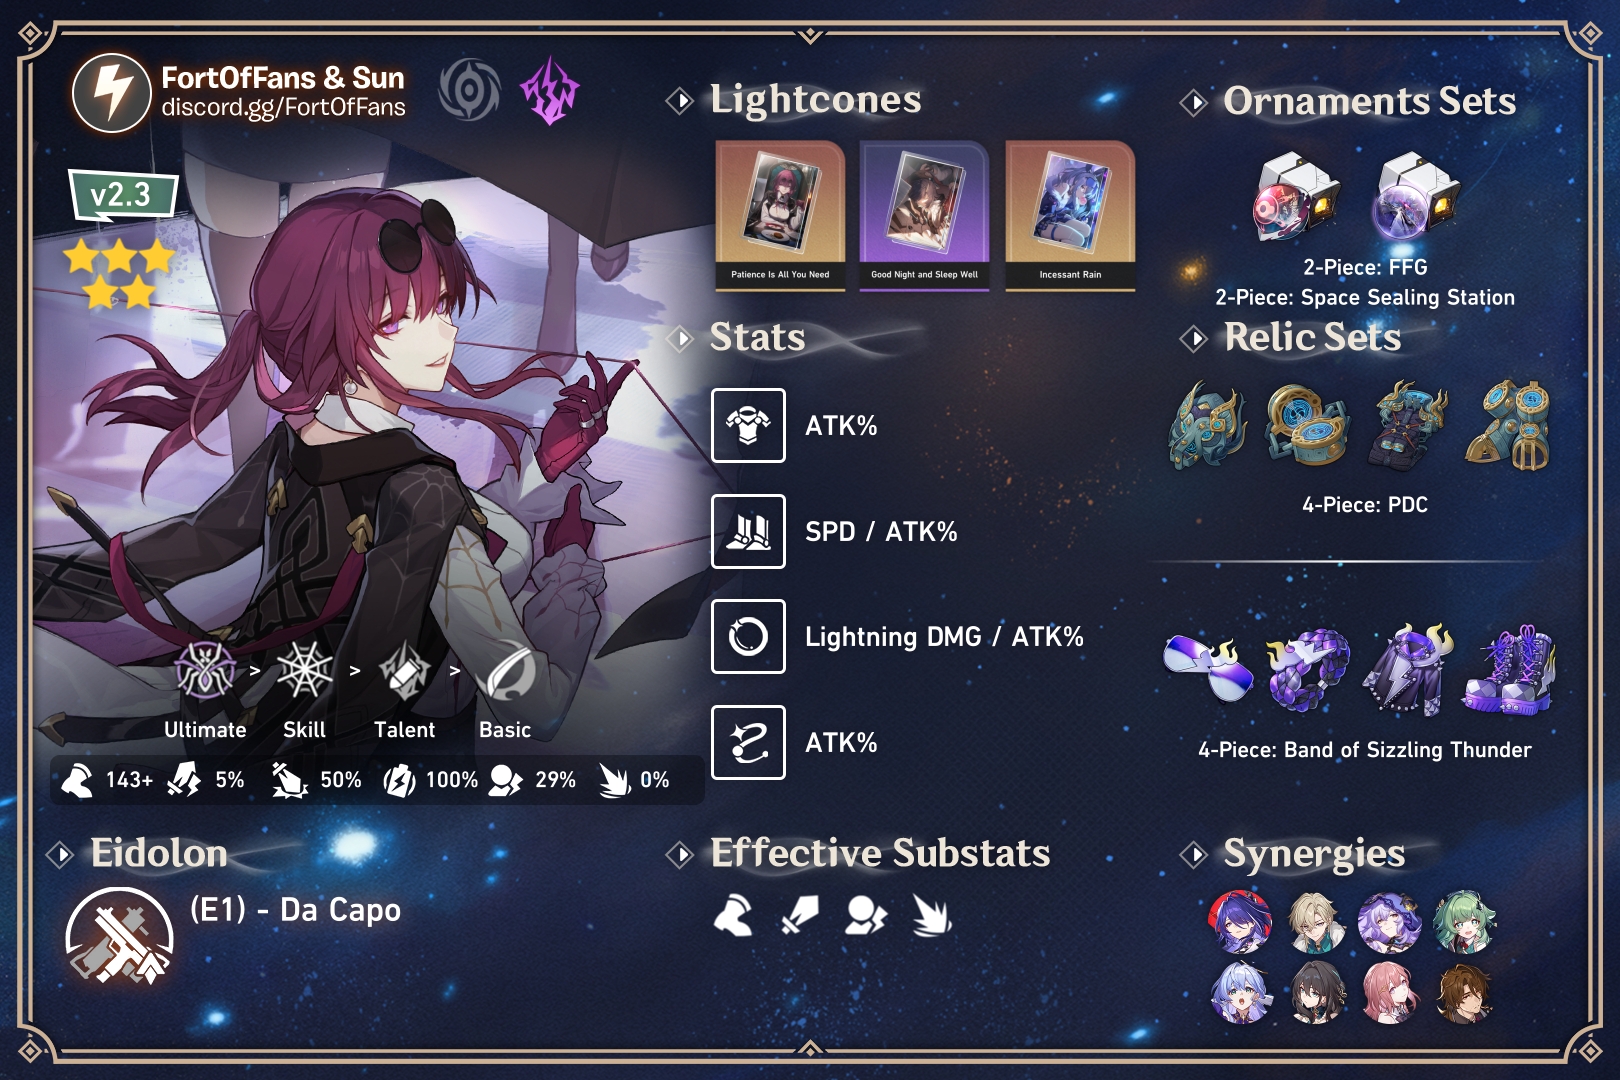 FortOfFans & Sun
discord.gg/FortOfFans
v2.3
Ultimate > Skill > Talent > Basic
143+ 5% 50% 100% 29% 0%
Eidolon
(E1) - Da Capo
Lightcones
Patience Is All You Need
Good Night and Sleep Well
Incessant Rain
Stats
ATK%
SPD / ATK%
Lightning DMG / ATK%
ATK%
Effective Substats
Ornaments Sets
2-Piece: FFG
2-Piece: Space Sealing Station
Relic Sets
4-Piece: PDC
4-Piece: Band of Sizzling Thunder
Synergies